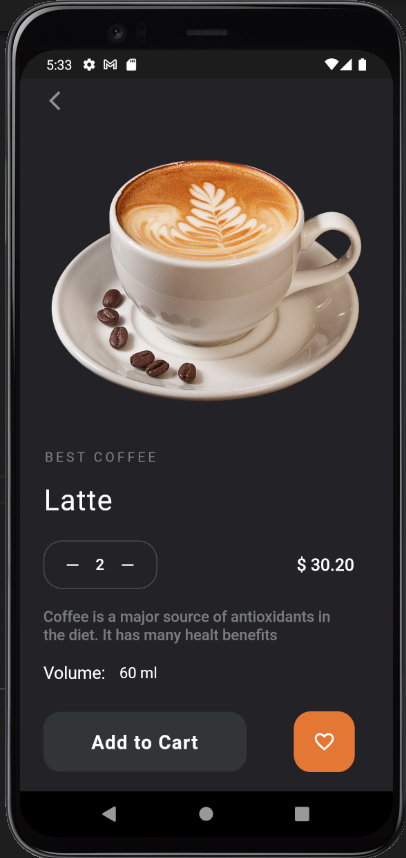 5:33
BEST COFFEE
Latte
— 2 —
$ 30.20
Coffee is a major source of antioxidants in
the diet. It has many healt benefits
Volume: 60 ml
Add to Cart